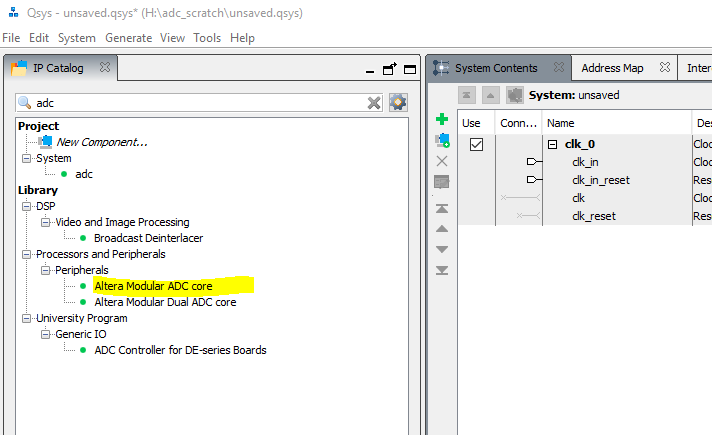 Qsys - unsaved.qsys* (H:\adc_scratch\unsaved.qsys)
File Edit System Generate View Tools Help
IP Catalog
adc
Project
New Component...
System
adc
Library
DSP
Video and Image Processing
Broadcast Deinterlacer
Processors and Peripherals
Peripherals
Altera Modular ADC core
Altera Modular Dual ADC core
University Program
Generic IO
ADC Controller for DE-series Boards
System Contents Address Map Inter
System: unsaved
Use Conn... Name Des
clk_0 Cloc
clk_in Cloc
clk_in_reset Rese
clk Cloc
clk_reset Rese